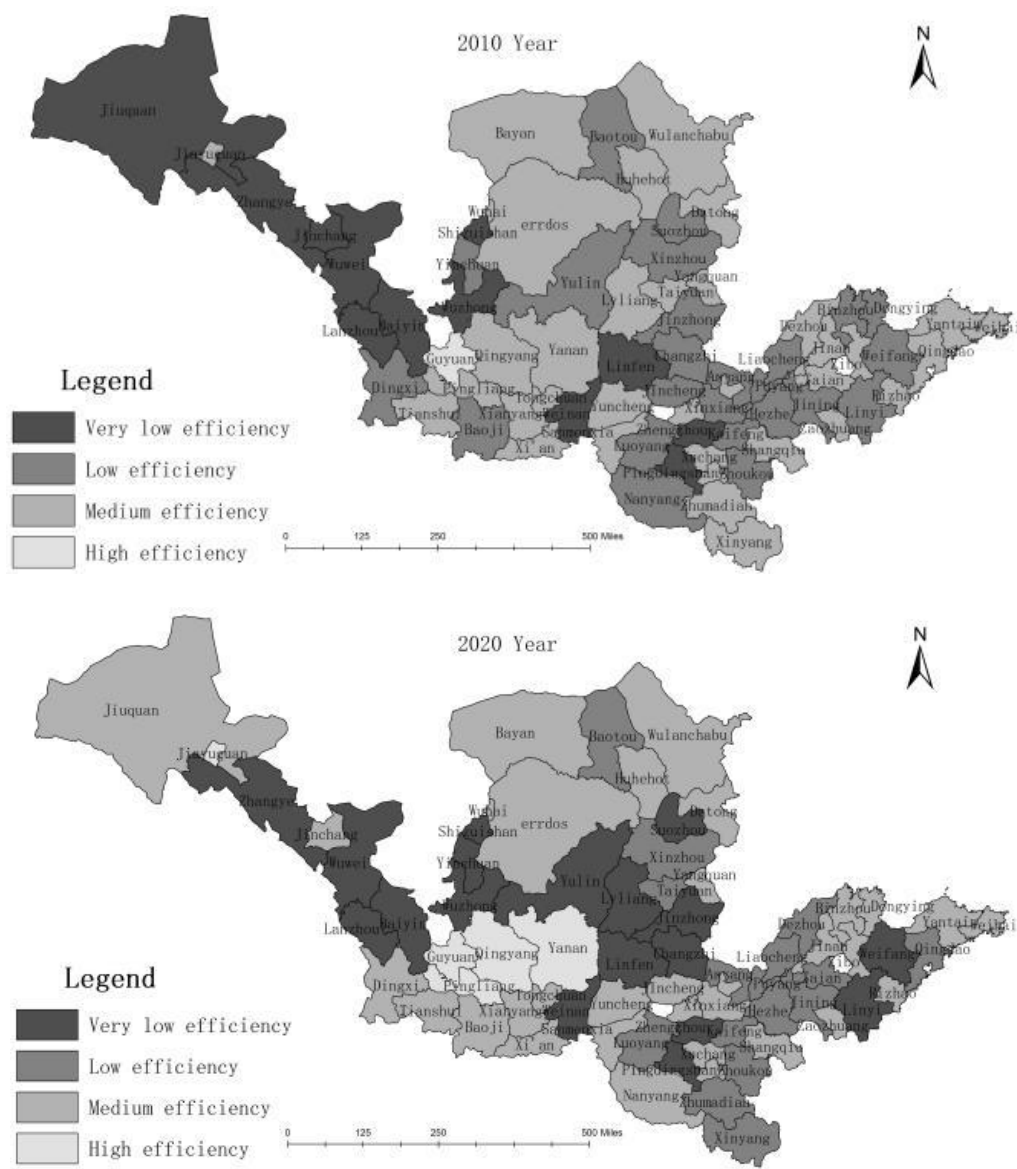 2010 Year
N
Jiuquan
Bayan
Baotou
Wulanchabu
Jiayuguan
Huhehot
Zhangye
Wuhai
errdos
Datong
Jinchang
Shizuishan
Suozhou
Wuwei
Yinchuan
Xinzhou
Yulin
Yangquan
Wuzhong
Lyliang
Taiyuan
Lanzhou
Baiyin
Jinzhong
Binzhou
Dongying
Dezhou
Yantai
Weihai
Guyuan
Qingyang
Yanan
Linfen
Changzhi
Liaocheng
Jinan
Weifang
Qingdao
Zibo
Dingxi
Pingliang
Jincheng
Anyang
Puyang
Taian
Rizhao
Tianshui
Xianyang
Tongchuan
Weinan
Yuncheng
Xinxiang
Heze
Jining
Linyi
Baoji
Sanmenxia
Zhengzhou
Kaifeng
Zaozhuang
Xi'an
Luoyang
Xuchang
Shangqiu
Pingdingshan
Zhoukou
Nanyang
Zhumadian
Xinyang
Legend
Very low efficiency
Low efficiency
Medium efficiency
High efficiency
0 125 250 500 Miles
2020 Year
N
Jiuquan
Bayan
Baotou
Wulanchabu
Jiayuguan
Huhehot
Zhangye
Wuhai
errdos
Datong
Jinchang
Shizuishan
Suozhou
Wuwei
Yinchuan
Xinzhou
Yulin
Yangquan
Wuzhong
Lyliang
Taiyuan
Lanzhou
Baiyin
Jinzhong
Binzhou
Dongying
Dezhou
Yantai
Weihai
Guyuan
Qingyang
Yanan
Linfen
Changzhi
Liaocheng
Jinan
Weifang
Qingdao
Zibo
Dingxi
Pingliang
Jincheng
Anyang
Puyang
Taian
Rizhao
Tianshui
Xianyang
Tongchuan
Weinan
Yuncheng
Xinxiang
Heze
Jining
Linyi
Baoji
Sanmenxia
Zhengzhou
Kaifeng
Zaozhuang
Xi'an
Luoyang
Xuchang
Shangqiu
Pingdingshan
Zhoukou
Nanyang
Zhumadian
Xinyang
Legend
Very low efficiency
Low efficiency
Medium efficiency
High efficiency
0 125 250 500 Miles